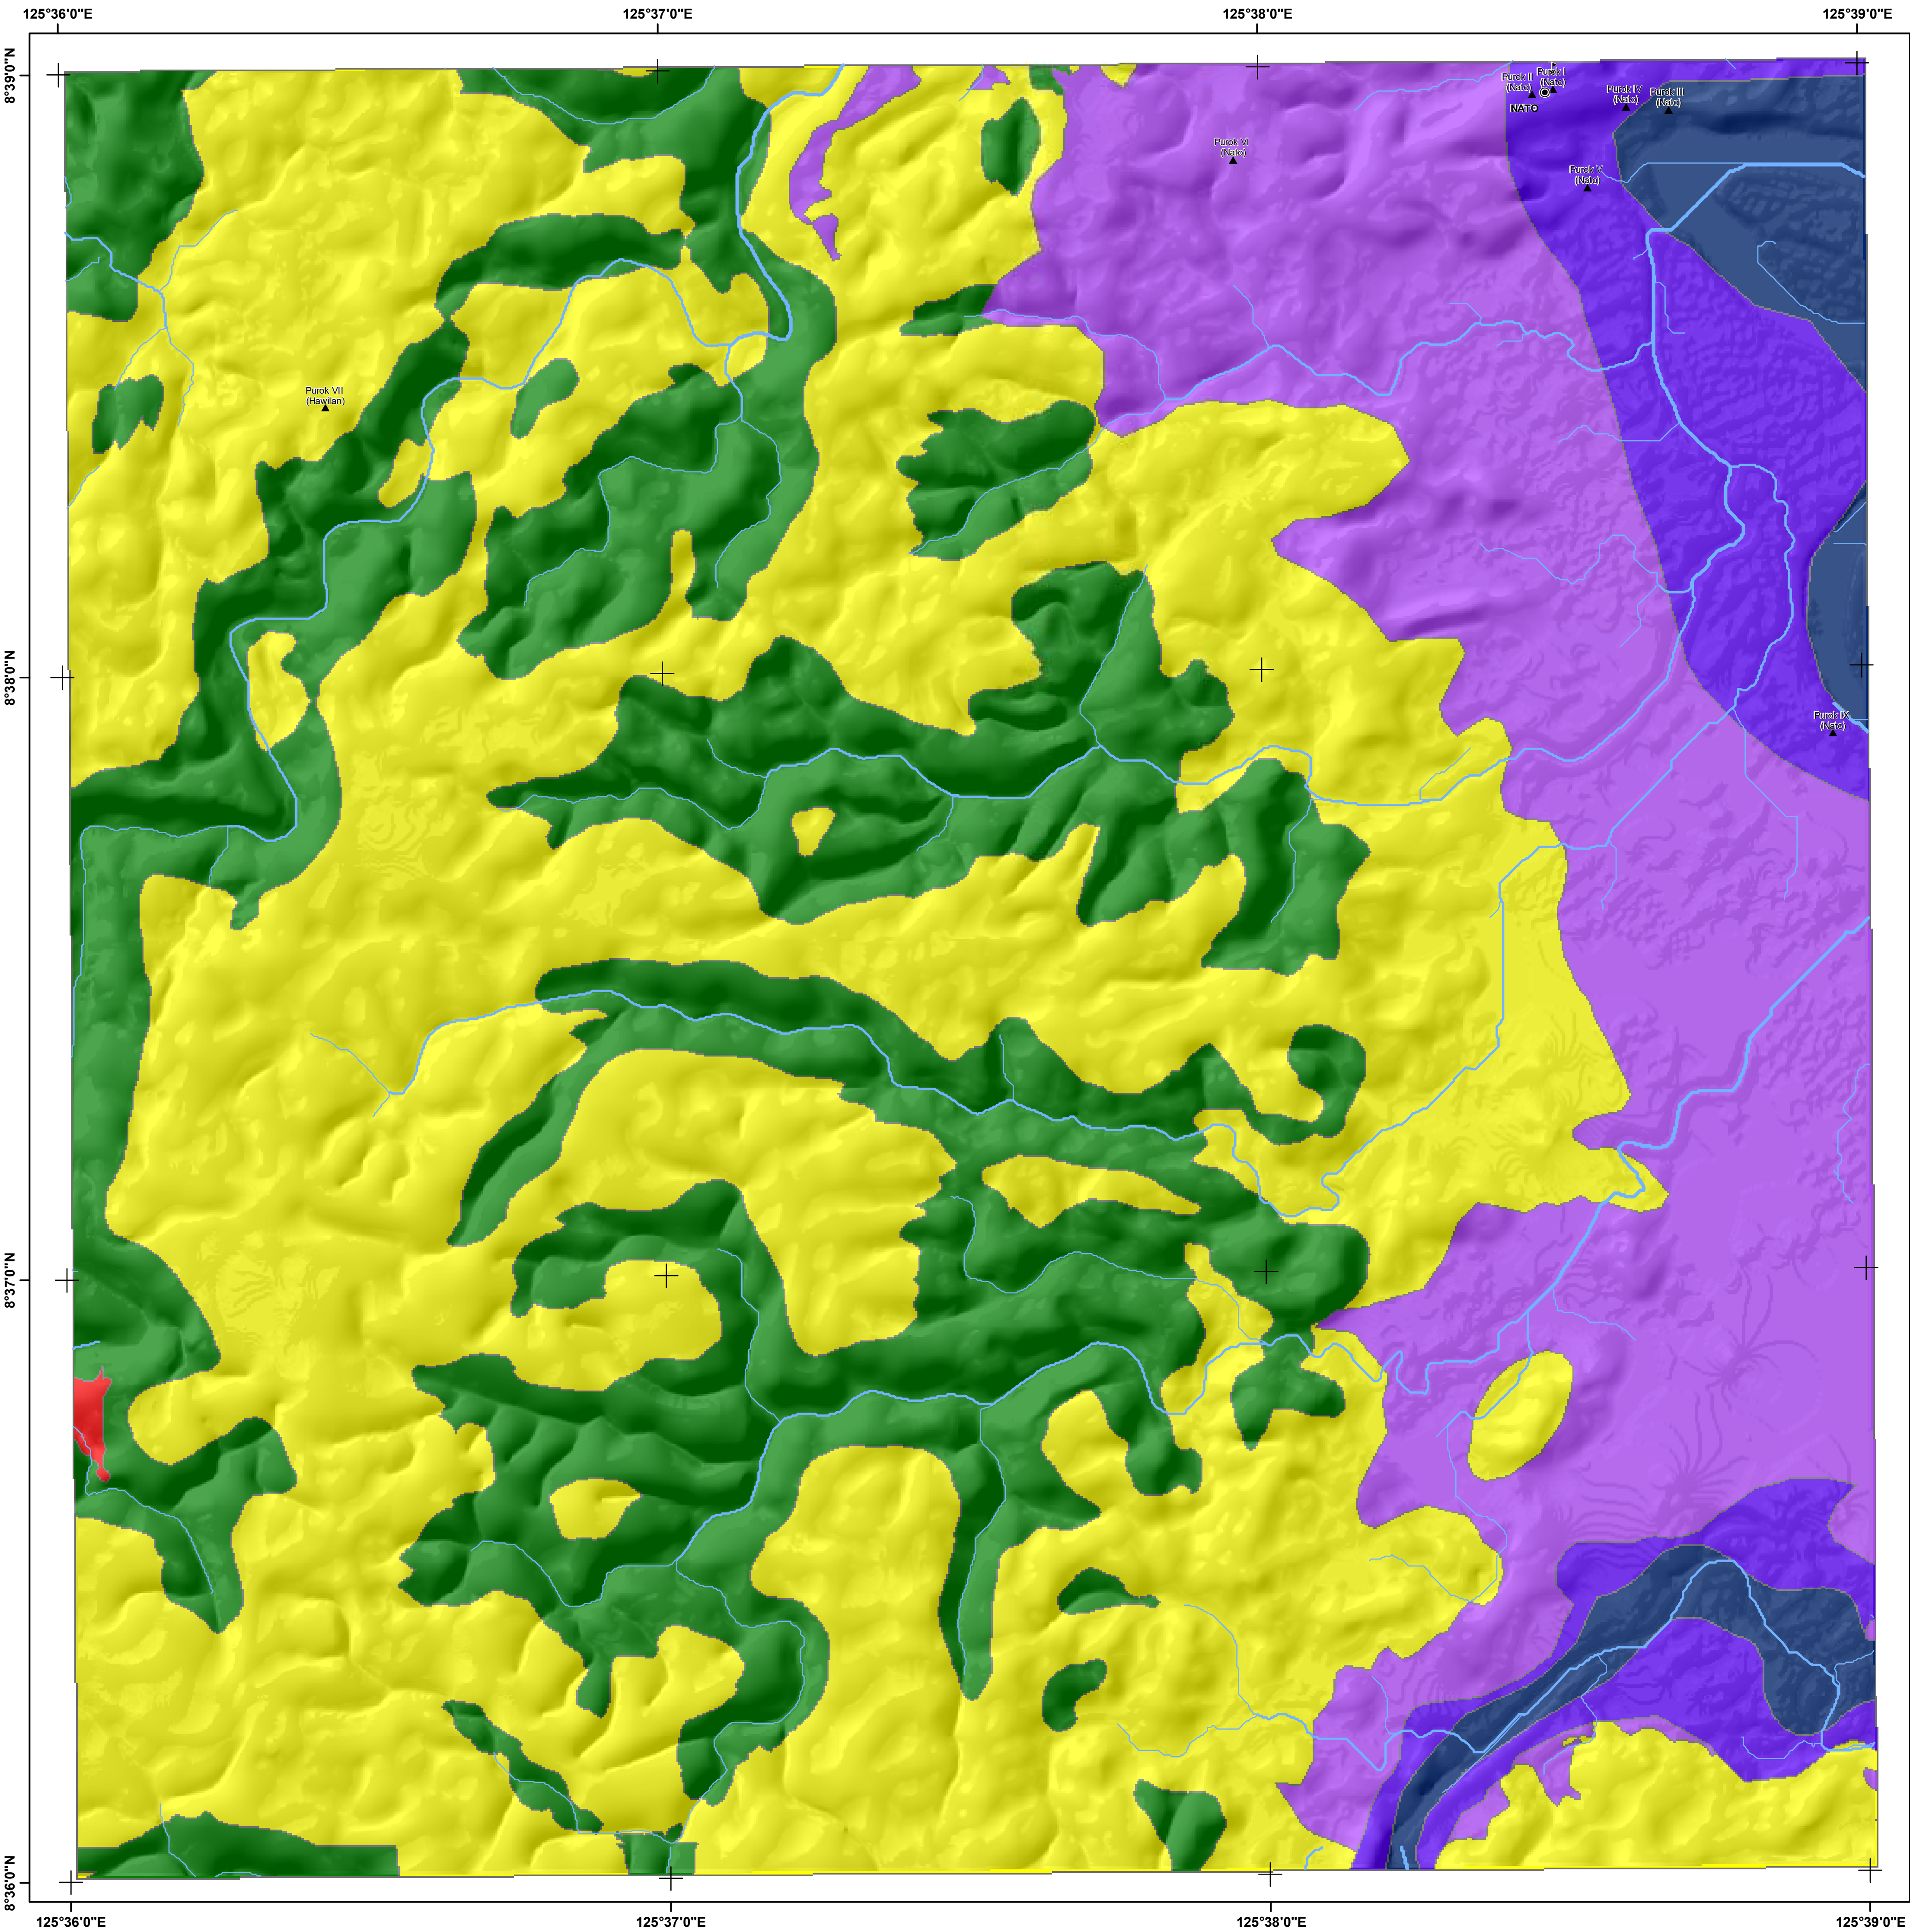 125°36'0"E 125°37'0"E 125°38'0"E 125°39'0"E
8°39'0"N
Purok II
(Nato)
Purok I
(Nato)
NATO
Purok IV
(Nato)
Purok III
(Nato)
Purok VI
(Nato)
Purok V
(Nato)
Purok VII
(Hawilan)
8°38'0"N
Purok IX
(Nato)
8°37'0"N
8°36'0"N
125°36'0"E 125°37'0"E 125°38'0"E 125°39'0"E